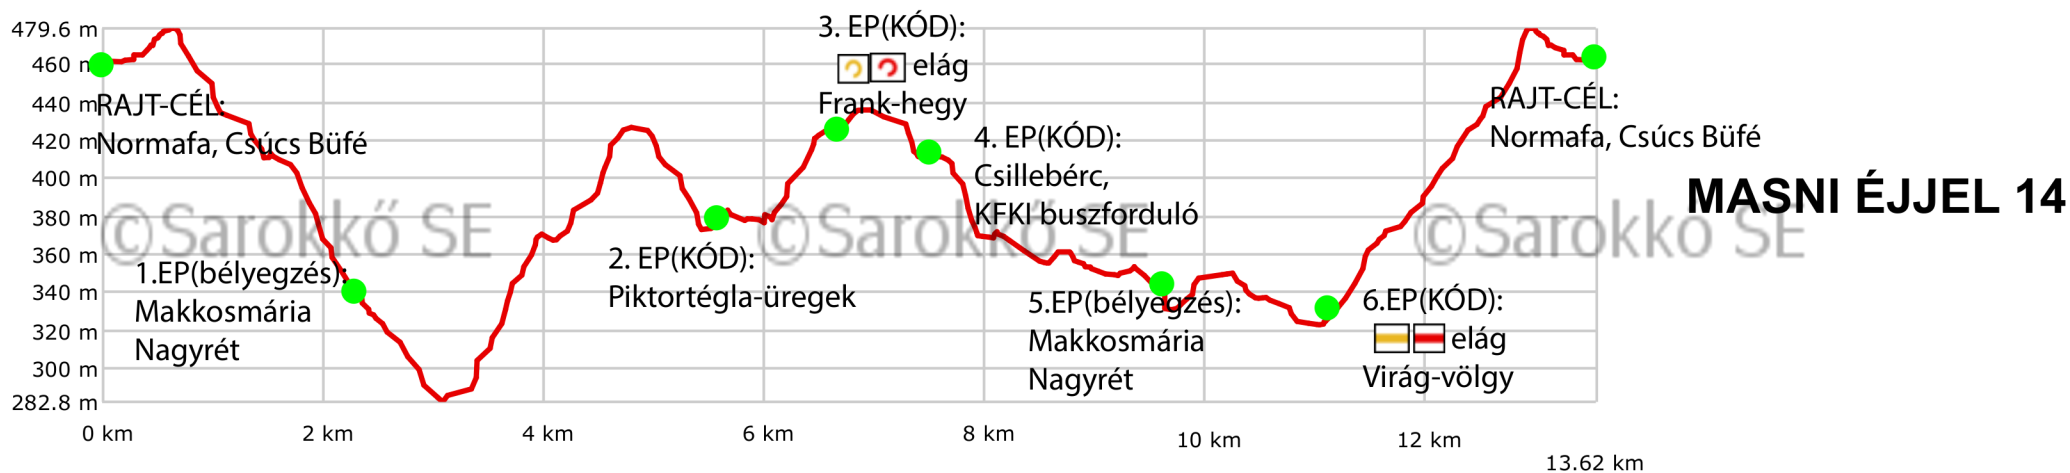 479.6 m
460 m
440 m
420 m
400 m
380 m
360 m
340 m
320 m
300 m
282.8 m
0 km
2 km
4 km
6 km
8 km
10 km
12 km
13.62 km
RAJT-CÉL:
Normafa, Csúcs Büfé
1.EP(bélyegzés):
Makkosmária
Nagyrét
2. EP(KÓD):
Piktortégla-üregek
3. EP(KÓD):
elág
Frank-hegy
4. EP(KÓD):
Csillebérc,
KFKI buszforduló
5.EP(bélyegzés):
Makkosmária
Nagyrét
6.EP(KÓD):
elág
Virág-völgy
RAJT-CÉL:
Normafa, Csúcs Büfé
MASNI ÉJJEL 14
©Sarokkő SE
©Sarokkő SE
©Sarokkő SE